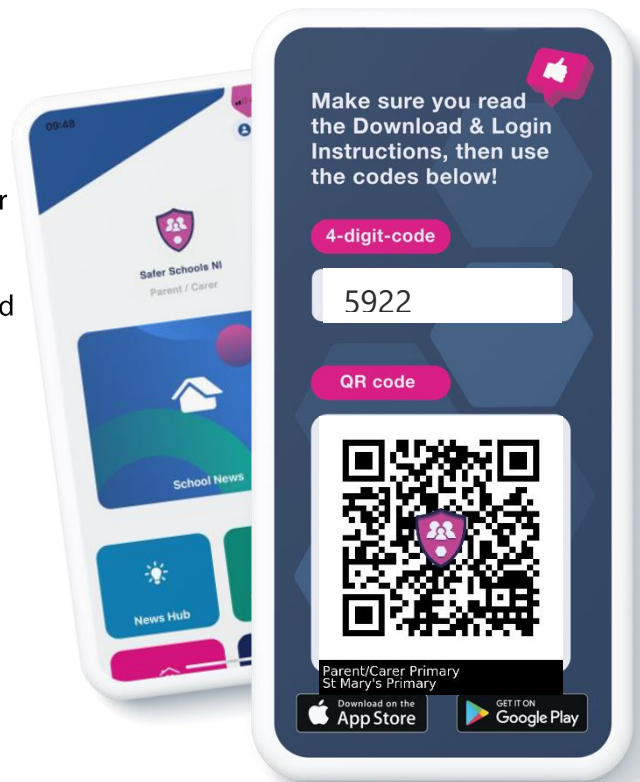 r
d
09:48
Safer Schools NI
Parent / Carer
School News
News Hub
Make sure you read
the Download & Login
Instructions, then use
the codes below!
4-digit-code
5922
QR code
Parent/Carer Primary
St Mary's Primary
Download on the
App Store
GET IT ON
Google Play